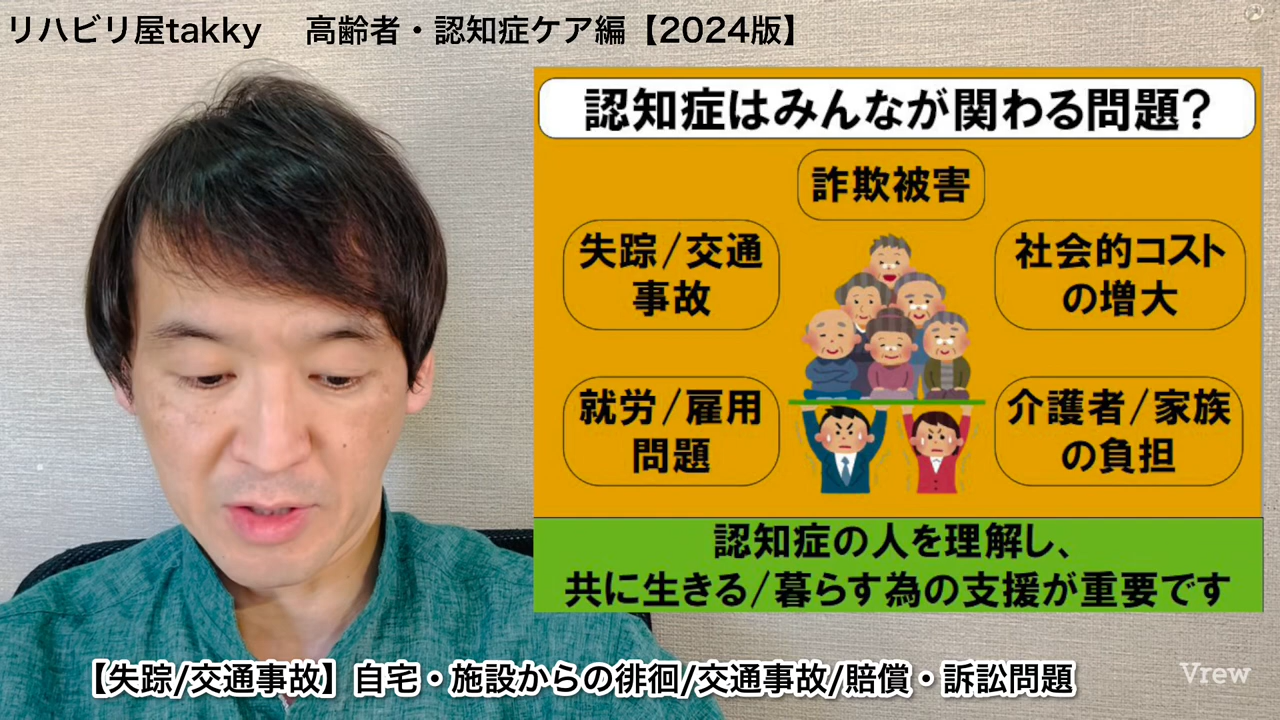 リハビリ屋takky 高齢者・認知症ケア編【2024版】
認知症はみんなが関わる問題？
詐欺被害
失踪/交通
事故
社会的コスト
の増大
就労/雇用
問題
介護者/家族
の負担
認知症の人を理解し、
共に生きる/暮らす為の支援が重要です
【失踪/交通事故】自宅・施設からの徘徊/交通事故/賠償・訴訟問題
Vrew